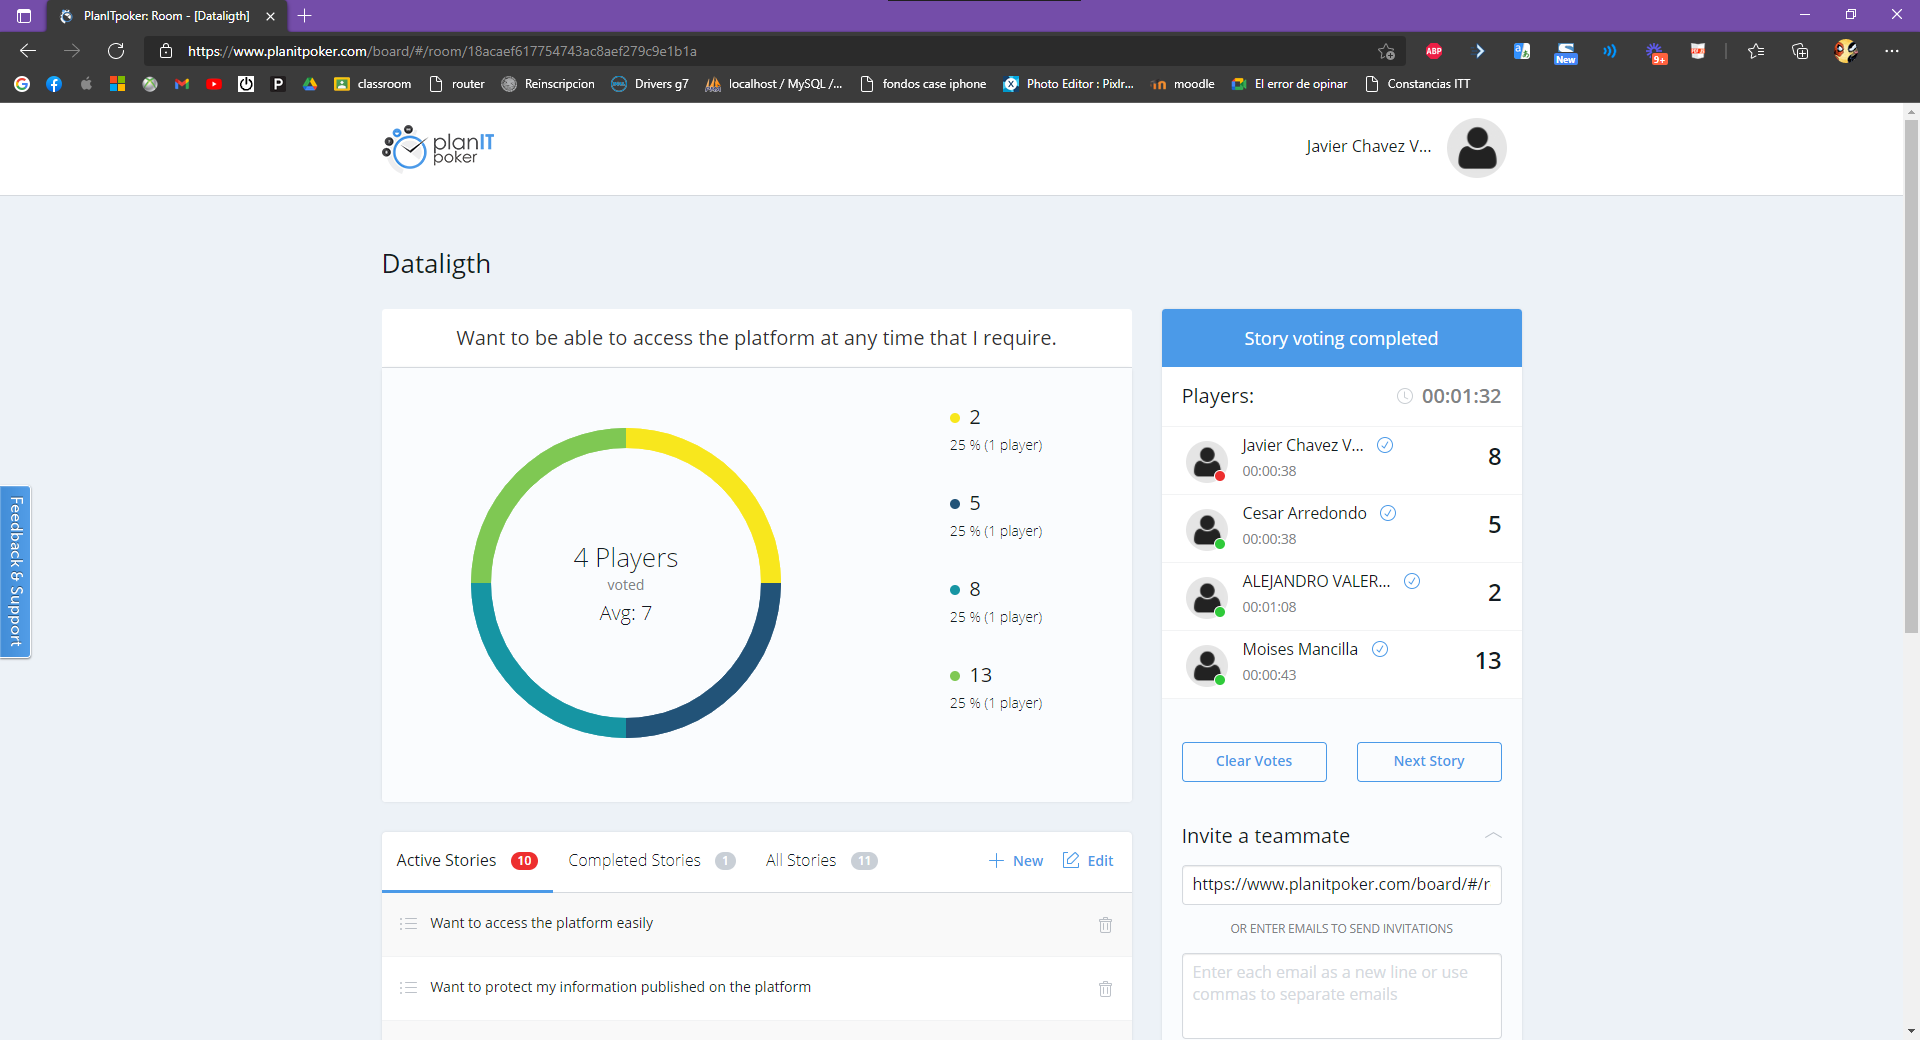 PlanITpoker: Room - [Dataligth]
https://www.planitpoker.com/board/#/room/18acaef617754743ac8aef279c9e1b1a
ABP
New
9+
classroom
router
Reinscripcion
Drivers g7
localhost / MySQL /...
fondos case iphone
Photo Editor : Pixlr...
moodle
El error de opinar
Constancias ITT
planIT
poker
Javier Chavez V...
Dataligth
Want to be able to access the platform at any time that I require.
4 Players
voted
Avg: 7
2
25 % (1 player)
5
25 % (1 player)
8
25 % (1 player)
13
25 % (1 player)
Story voting completed
Players:
00:01:32
Javier Chavez V...
8
00:00:38
Cesar Arredondo
5
00:00:38
ALEJANDRO VALER...
2
00:01:08
Moises Mancilla
13
00:00:43
Clear Votes
Next Story
Invite a teammate
https://www.planitpoker.com/board/#/r
OR ENTER EMAILS TO SEND INVITATIONS
Enter each email as a new line or use
commas to separate emails
Feedback & Support
Active Stories 10
Completed Stories 1
All Stories 11
New
Edit
Want to access the platform easily
Want to protect my information published on the platform